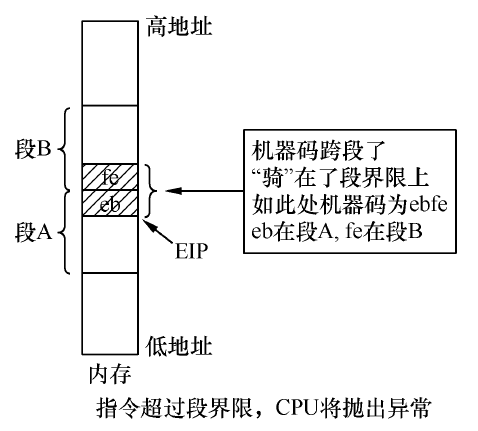 高地址
段B
fe
eb
段A
EIP
机器码跨段了
“骑”在了段界限上
如此处机器码为ebfe
eb在段A, fe在段B
低地址
内存
指令超过段界限，CPU将抛出异常